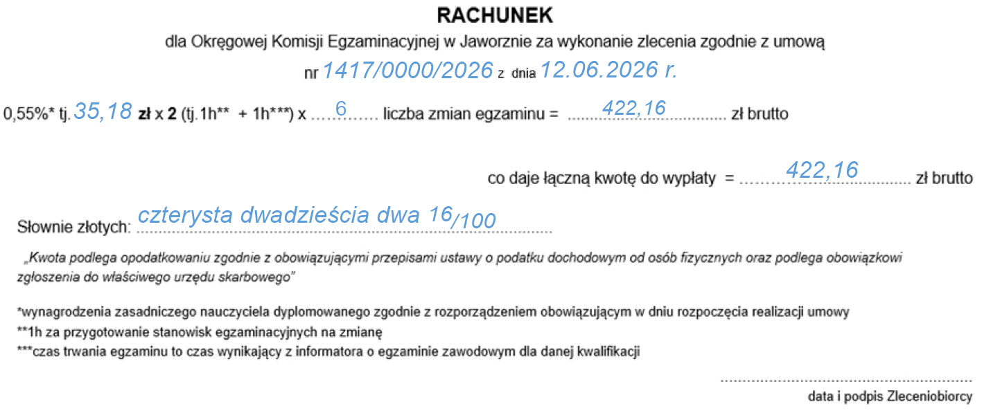 RACHUNEK
dla Okręgowej Komisji Egzaminacyjnej w Jaworznie za wykonanie zlecenia zgodnie z umową
nr 1417/0000/2026 z dnia 12.06.2026 r.
0,55%* tj. 35,18 zł x 2 (tj.1h** + 1h***) x ...6... liczba zmian egzaminu = ...422,16... zł brutto
co daje łączną kwotę do wypłaty = ...422,16... zł brutto
Słownie złotych: czterysta dwadzieścia dwa 16/100
„Kwota podlega opodatkowaniu zgodnie z obowiązującymi przepisami ustawy o podatku dochodowym od osób fizycznych oraz podlega obowiązkowi
zgłoszenia do właściwego urzędu skarbowego”
*wynagrodzenia zasadniczego nauczyciela dyplomowanego zgodnie z rozporządzeniem obowiązującym w dniu rozpoczęcia realizacji umowy
**1h za przygotowanie stanowisk egzaminacyjnych na zmianę
***czas trwania egzaminu to czas wynikający z informatora o egzaminie zawodowym dla danej kwalifikacji
data i podpis Zleceniobiorcy